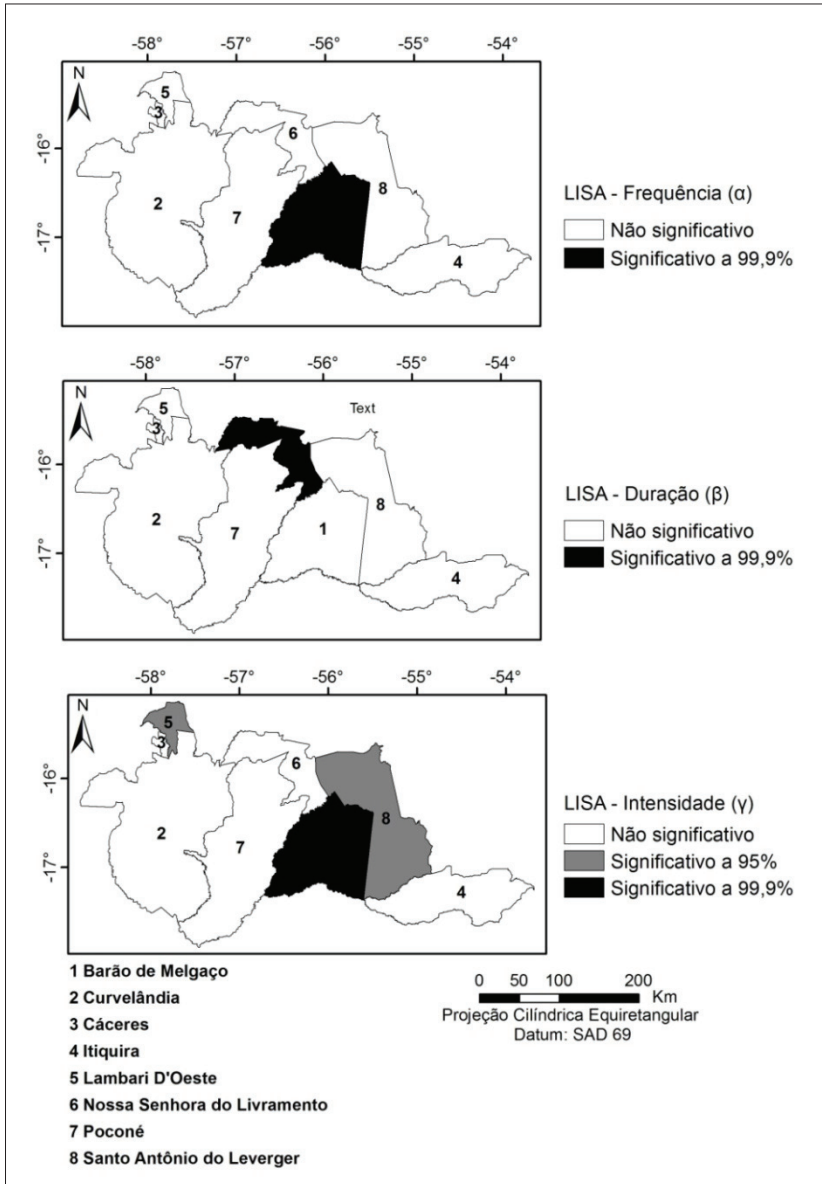 -58° -57° -56° -55° -54°
N
-16°
-17°
5
3
6
2
7
8
4
LISA - Frequência (α)
Não significativo
Significativo a 99,9%
-58° -57° -56° -55° -54°
N
Text
-16°
-17°
5
3
2
7
1
8
4
LISA - Duração (β)
Não significativo
Significativo a 99,9%
-58° -57° -56° -55° -54°
N
-16°
-17°
5
3
6
2
7
8
4
LISA - Intensidade (γ)
Não significativo
Significativo a 95%
Significativo a 99,9%
1 Barão de Melgaço
2 Curvelândia
3 Cáceres
4 Itiquira
5 Lambari D'Oeste
6 Nossa Senhora do Livramento
7 Poconé
8 Santo Antônio do Leverger
0 50 100 200
Km
Projeção Cilíndrica Equiretangular
Datum: SAD 69